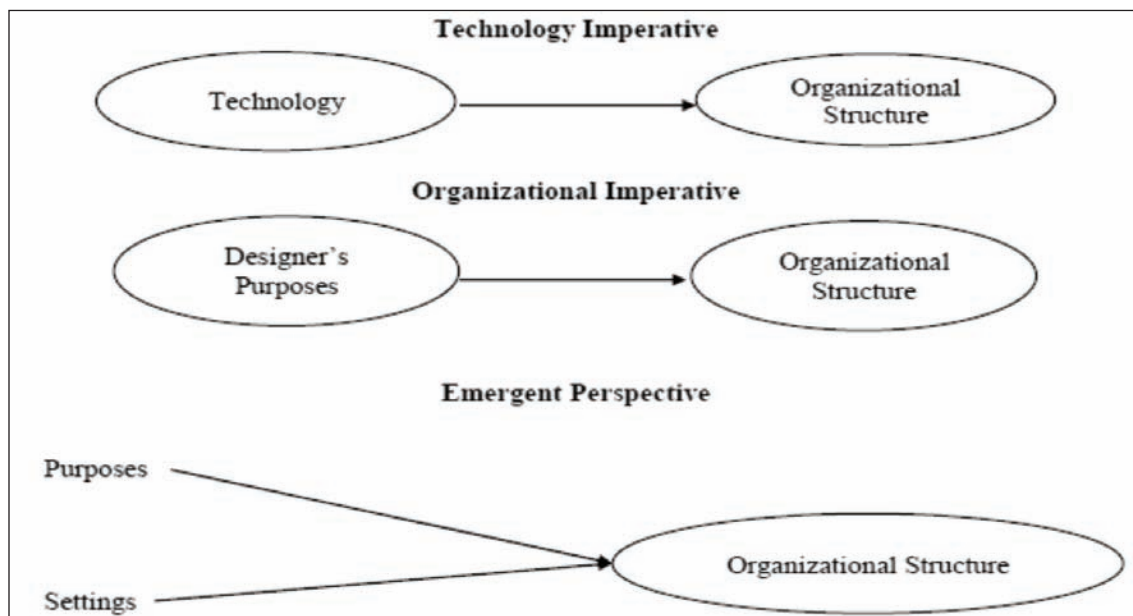 Technology Imperative
Technology
Organizational
Structure
Organizational Imperative
Designer's
Purposes
Organizational
Structure
Emergent Perspective
Purposes
Organizational Structure
Settings